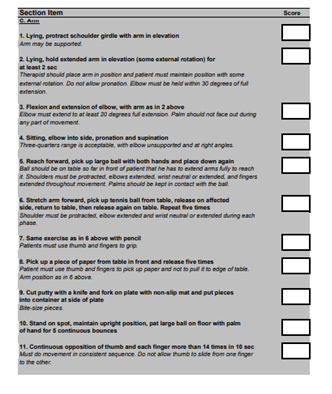 Section Item Score
C. Arm
1. Lying, protract schoulder girdle with arm in elevation
Arm may be supported.
2. Lying, hold extended arm in elevation (some external rotation) for
at least 2 sec
Therapist should place arm in position and patient must maintain position with some
external rotation. Do not allow pronation. Elbow must be held within 30 degrees of full
extension.
3. Flexion and extension of elbow, with arm as in 2 above
Elbow must extend to at least 20 degrees full extension. Palm should not face out during
any part of movement.
4. Sitting, elbow into side, pronation and supination
Three-quarters range is acceptable, with elbow unsupported and at right angles.
5. Reach forward, pick up large ball with both hands and place down again
Ball should be on table so far in front of patient that he has to extend arms fully to reach
it. Shoulders must be protracted, elbows extended, wrist neutral or extended, and fingers
extended throughout movement. Palms should be kept in contact with the ball.
6. Stretch arm forward, pick up tennis ball from table, release on affected
side, return to table, then release again on table. Repeat five times
Shoulder must be protracted, elbow extended and wrist neutral or extended during each
phase.
7. Same exercise as in 6 above with pencil
Patients must use thumb and fingers to grip.
8. Pick up a piece of paper from table in front and release five times
Patient must use thumb and fingers to pick up paper and not to pull it to edge of table.
Arm position as in 6 above.
9. Cut putty with a knife and fork on plate with non-slip mat and put pieces
into container at side of plate
Bite-size pieces.
10. Stand on spot, maintain upright position, pat large ball on floor with palm
of hand for 5 continuous bounces
11. Continuous opposition of thumb and each finger more than 14 times in 10 sec
Must do movement in consistent sequence. Do not allow thumb to slide from one finger
to the other.